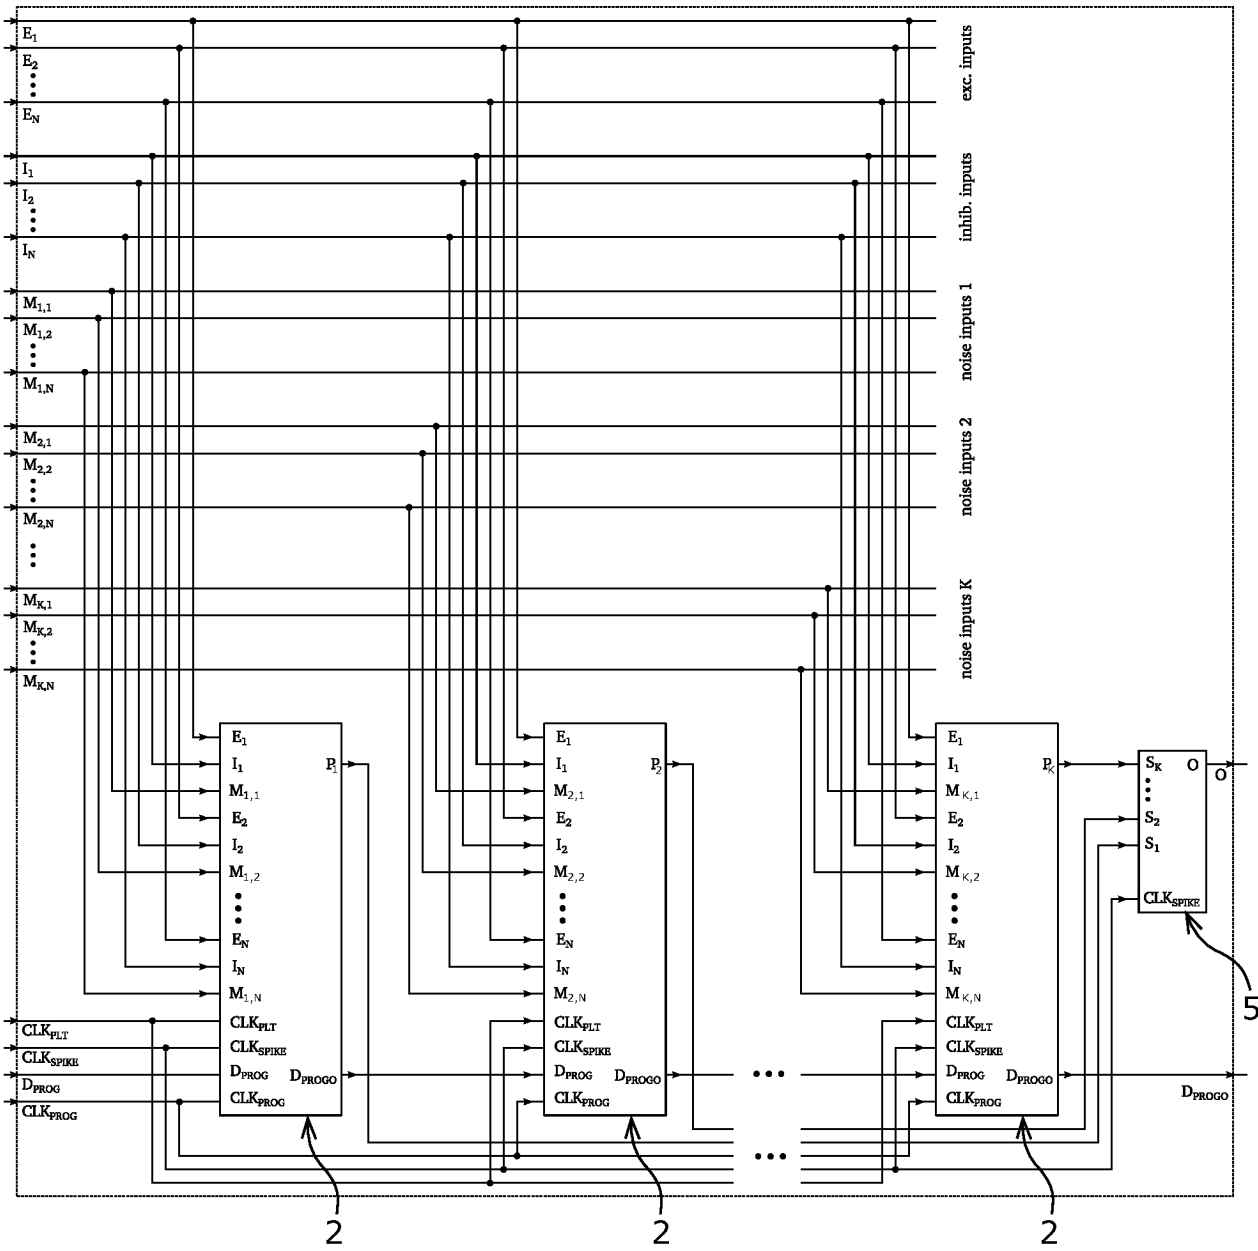 E1
E2
EN
exc. inputs
I1
I2
IN
inhib. inputs
M1,1
M1,2
M1,N
noise inputs 1
M2,1
M2,2
M2,N
noise inputs 2
MK,1
MK,2
MK,N
noise inputs K
E1
I1
M1,1
E2
I2
M1,2
EN
IN
M1,N
CLKPLT
CLKSPIKE
DPROG
CLKPROG
P1
DPROGO
E1
I1
M2,1
E2
I2
M2,2
EN
IN
M2,N
CLKPLT
CLKSPIKE
DPROG
CLKPROG
P2
DPROGO
E1
I1
MK,1
E2
I2
MK,2
EN
IN
MK,N
CLKPLT
CLKSPIKE
DPROG
CLKPROG
PK
DPROGO
SK
S2
S1
CLKSPIKE
O
O
5
CLKPLT
CLKSPIKE
DPROG
CLKPROG
DPROGO
2
2
2